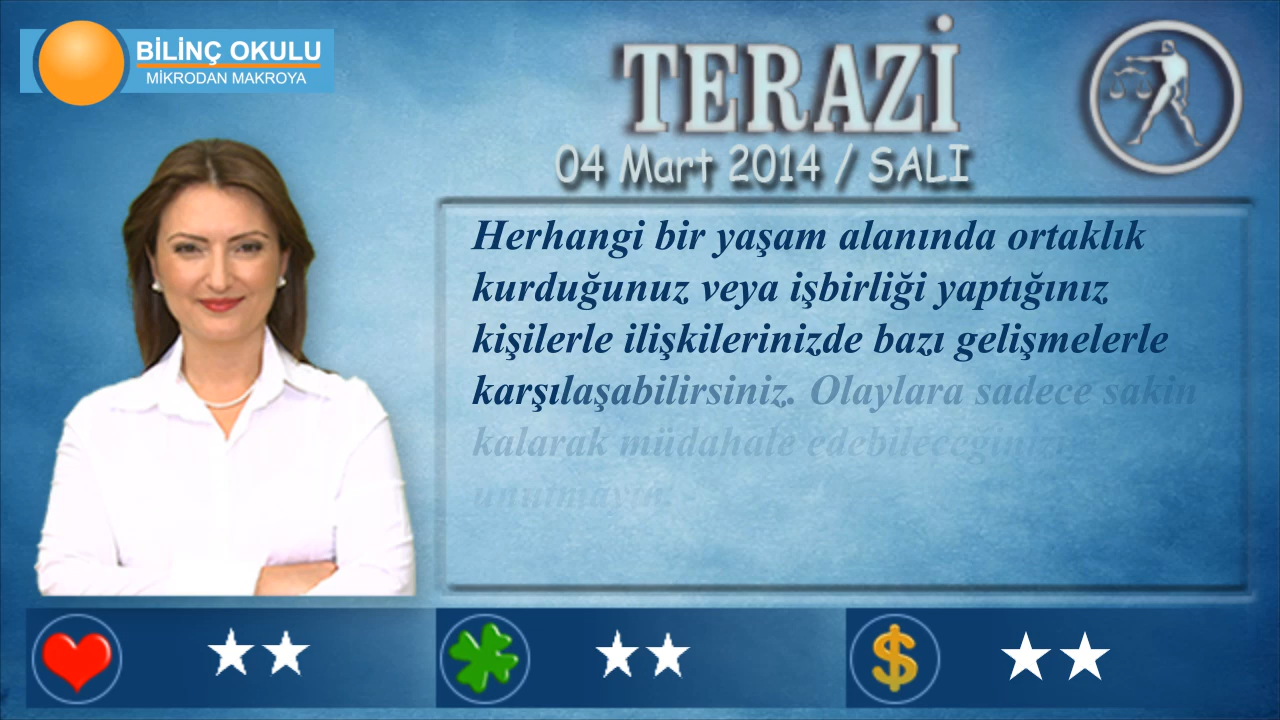 BİLİNÇ OKULU
MİKRODAN MAKROYA
TERAZİ
04 Mart 2014 / SALI
Herhangi bir yaşam alanında ortaklık
kurduğunuz veya işbirliği yaptığınız
kişilerle ilişkilerinizde bazı gelişmelerle
karşılaşabilirsiniz. Olaylara sadece sakin
kalarak müdahale
unutmayın.